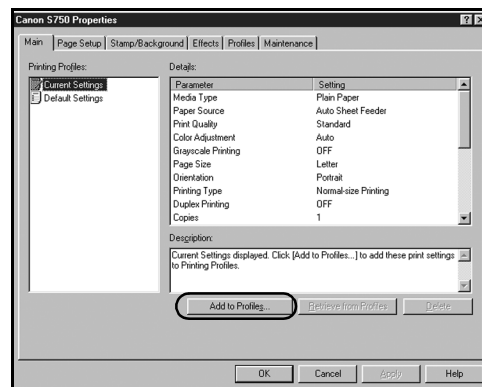 Canon S750 Properties
Main Page Setup Stamp/Background Effects Profiles Maintenance
Printing Profiles: Details:
Current Settings
Default Settings
Parameter Setting
Media Type Plain Paper
Paper Source Auto Sheet Feeder
Print Quality Standard
Color Adjustment Auto
Grayscale Printing OFF
Page Size Letter
Orientation Portrait
Printing Type Normal-size Printing
Duplex Printing OFF
Copies 1
Description:
Current Settings displayed. Click [Add to Profiles...] to add these print settings
to Printing Profiles.
Add to Profiles... Retrieve from Profiles Delete
OK Cancel Apply Help